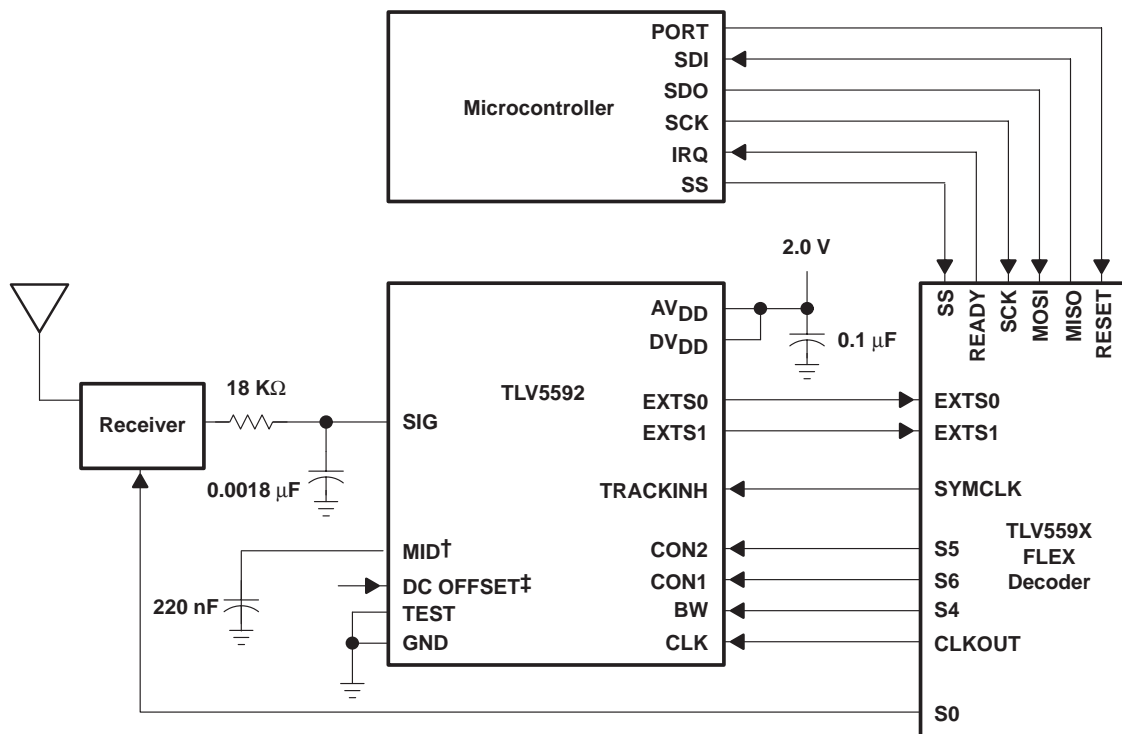 PORT
SDI
SDO
SCK
IRQ
SS
Microcontroller
2.0 V
SS
READY
SCK
MOSI
MISO
RESET
AVDD
DVDD
0.1 μF
18 KΩ
TLV5592
Receiver
SIG
EXTS0
EXTS1
EXTS0
EXTS1
0.0018 μF
TRACKINH
SYMCLK
TLV559X
FLEX
Decoder
MID†
DC OFFSET‡
TEST
GND
220 nF
CON2
CON1
BW
CLK
S5
S6
S4
CLKOUT
S0